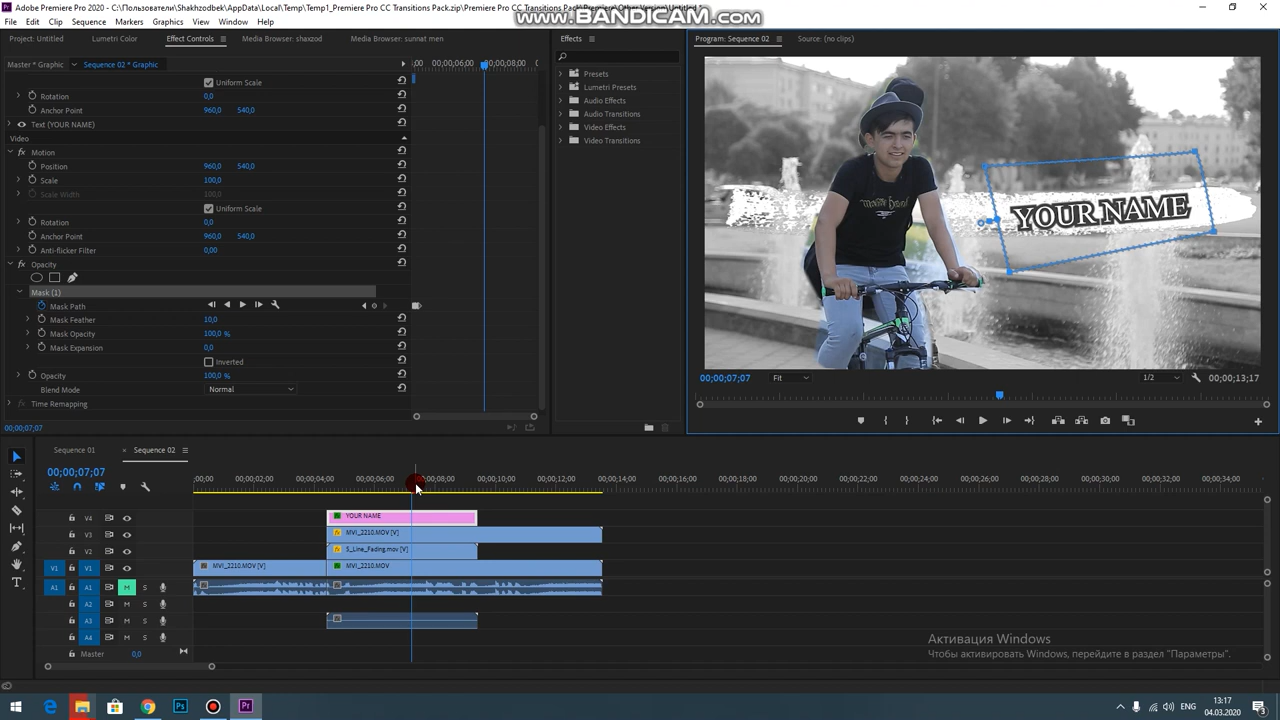 Adobe Premiere Pro 2020 - C:\Пользователи\Shakhzodbek\AppData\Local\Temp\Temp1_Premiere Pro CC Transitions Pack.zip\Premiere Pro CC Transitions Pack\Other Version\Untitled *
www.BANDICAM.com
File Edit Clip Sequence Markers Graphics View Window Help
Project: Untitled Lumetri Color Effect Controls Media Browser: shaxzod Media Browser: sunnat men
Effects
Program: Sequence 02 Source: (no clips)
Master * Graphic Sequence 02 * Graphic
;00 00;00;06;00 00;00;08;00 00;
Uniform Scale
Rotation 0,0
Anchor Point 960,0 540,0
Text (YOUR NAME)
Video
Motion
Position 960,0 540,0
Scale 100,0
Scale Width 100,0
Uniform Scale
Rotation 0,0
Anchor Point 960,0 540,0
Anti-flicker Filter 0,00
Opacity
Mask (1)
Mask Path
Mask Feather 10,0
Mask Opacity 100,0 %
Mask Expansion 0,0
Inverted
Opacity 100,0 %
Blend Mode Normal
Time Remapping
00;00;07;07
Presets
Lumetri Presets
Audio Effects
Audio Transitions
Video Effects
Video Transitions
YOUR NAME
00;00;07;07 Fit 1/2 00;00;13;17
Sequence 01 Sequence 02
00;00;07;07
;00;00 00;00;02;00 00;00;04;00 00;00;06;00 00;00;08;00 00;00;10;00 00;00;12;00 00;00;14;00 00;00;16;00 00;00;18;00 00;00;20;00 00;00;22;00 00;00;24;00 00;00;26;00 00;00;28;00 00;00;30;00 00;00;32;00 00;00;34;00
V4 YOUR NAME
V3 MVI_2210.MOV [V]
V2 5_Line_Fading.mov [V]
V1 V1 MVI_2210.MOV [V] MVI_2210.MOV
A1 A1 M S
A2 M S
A3 M S
A4 M S
Master 0,0
Активация Windows
Чтобы активировать Windows, перейдите в раздел "Параметры".
Ps Pr
ENG
13:17
04.03.2020
3